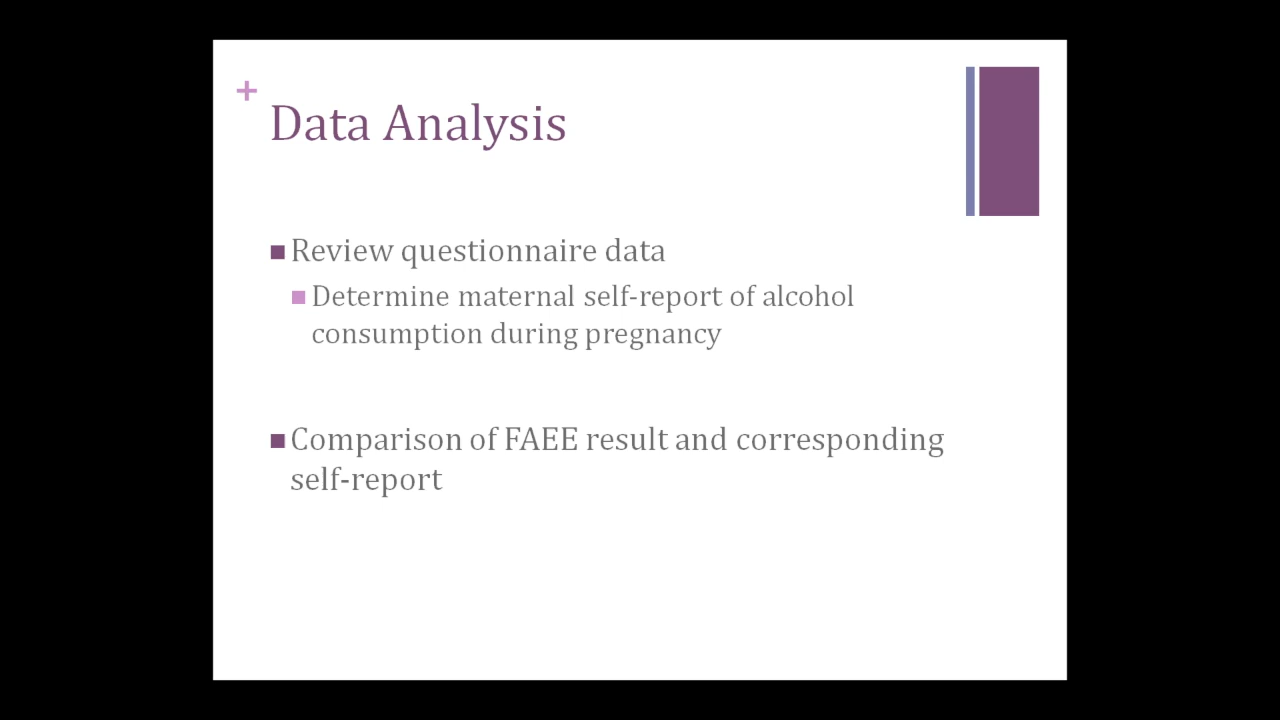 +
Data Analysis
Review questionnaire data
Determine maternal self-report of alcohol
consumption during pregnancy
Comparison of FAEE result and corresponding
self-report